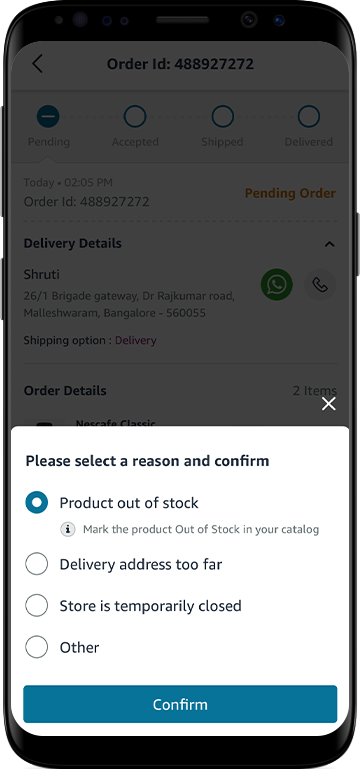 Order Id: 488927272
Pending Accepted Shipped Delivered
Today - 02:05 PM
Order Id: 488927272
Pending Order
Delivery Details
Shruti
26/1 Brigade gateway, Dr Rajkumar road,
Malleshwaram, Bangalore - 560055
Shipping option : Delivery
Order Details 2 Items
Nescafe Classic
Please select a reason and confirm
Product out of stock
Mark the product Out of Stock in your catalog
Delivery address too far
Store is temporarily closed
Other
Confirm